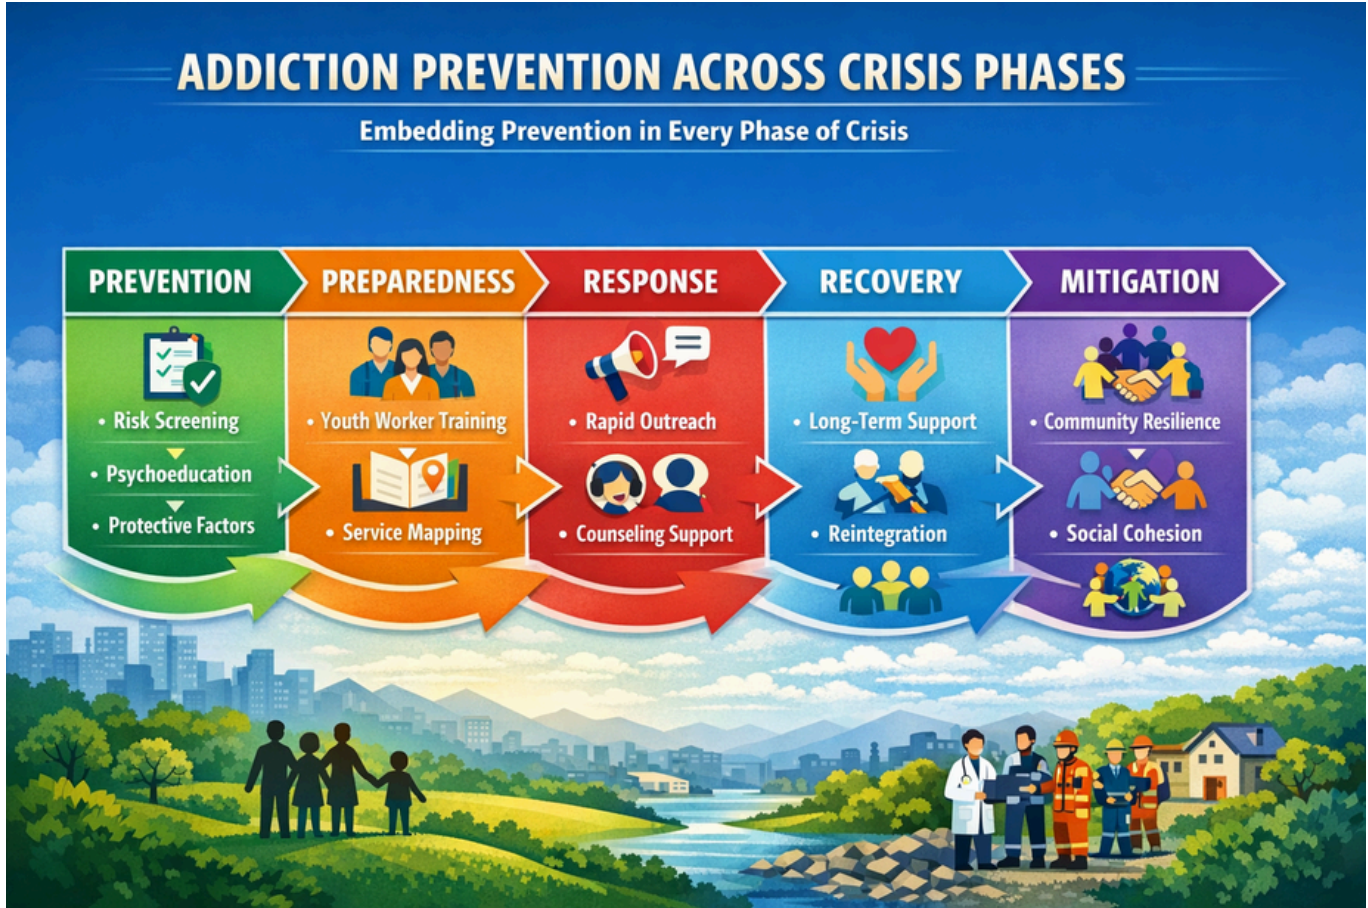 ADDICTION PREVENTION ACROSS CRISIS PHASES
Embedding Prevention in Every Phase of Crisis
PREVENTION
• Risk Screening
• Psychoeducation
• Protective Factors
PREPAREDNESS
• Youth Worker Training
• Service Mapping
RESPONSE
• Rapid Outreach
• Counseling Support
RECOVERY
• Long-Term Support
• Reintegration
MITIGATION
• Community Resilience
• Social Cohesion